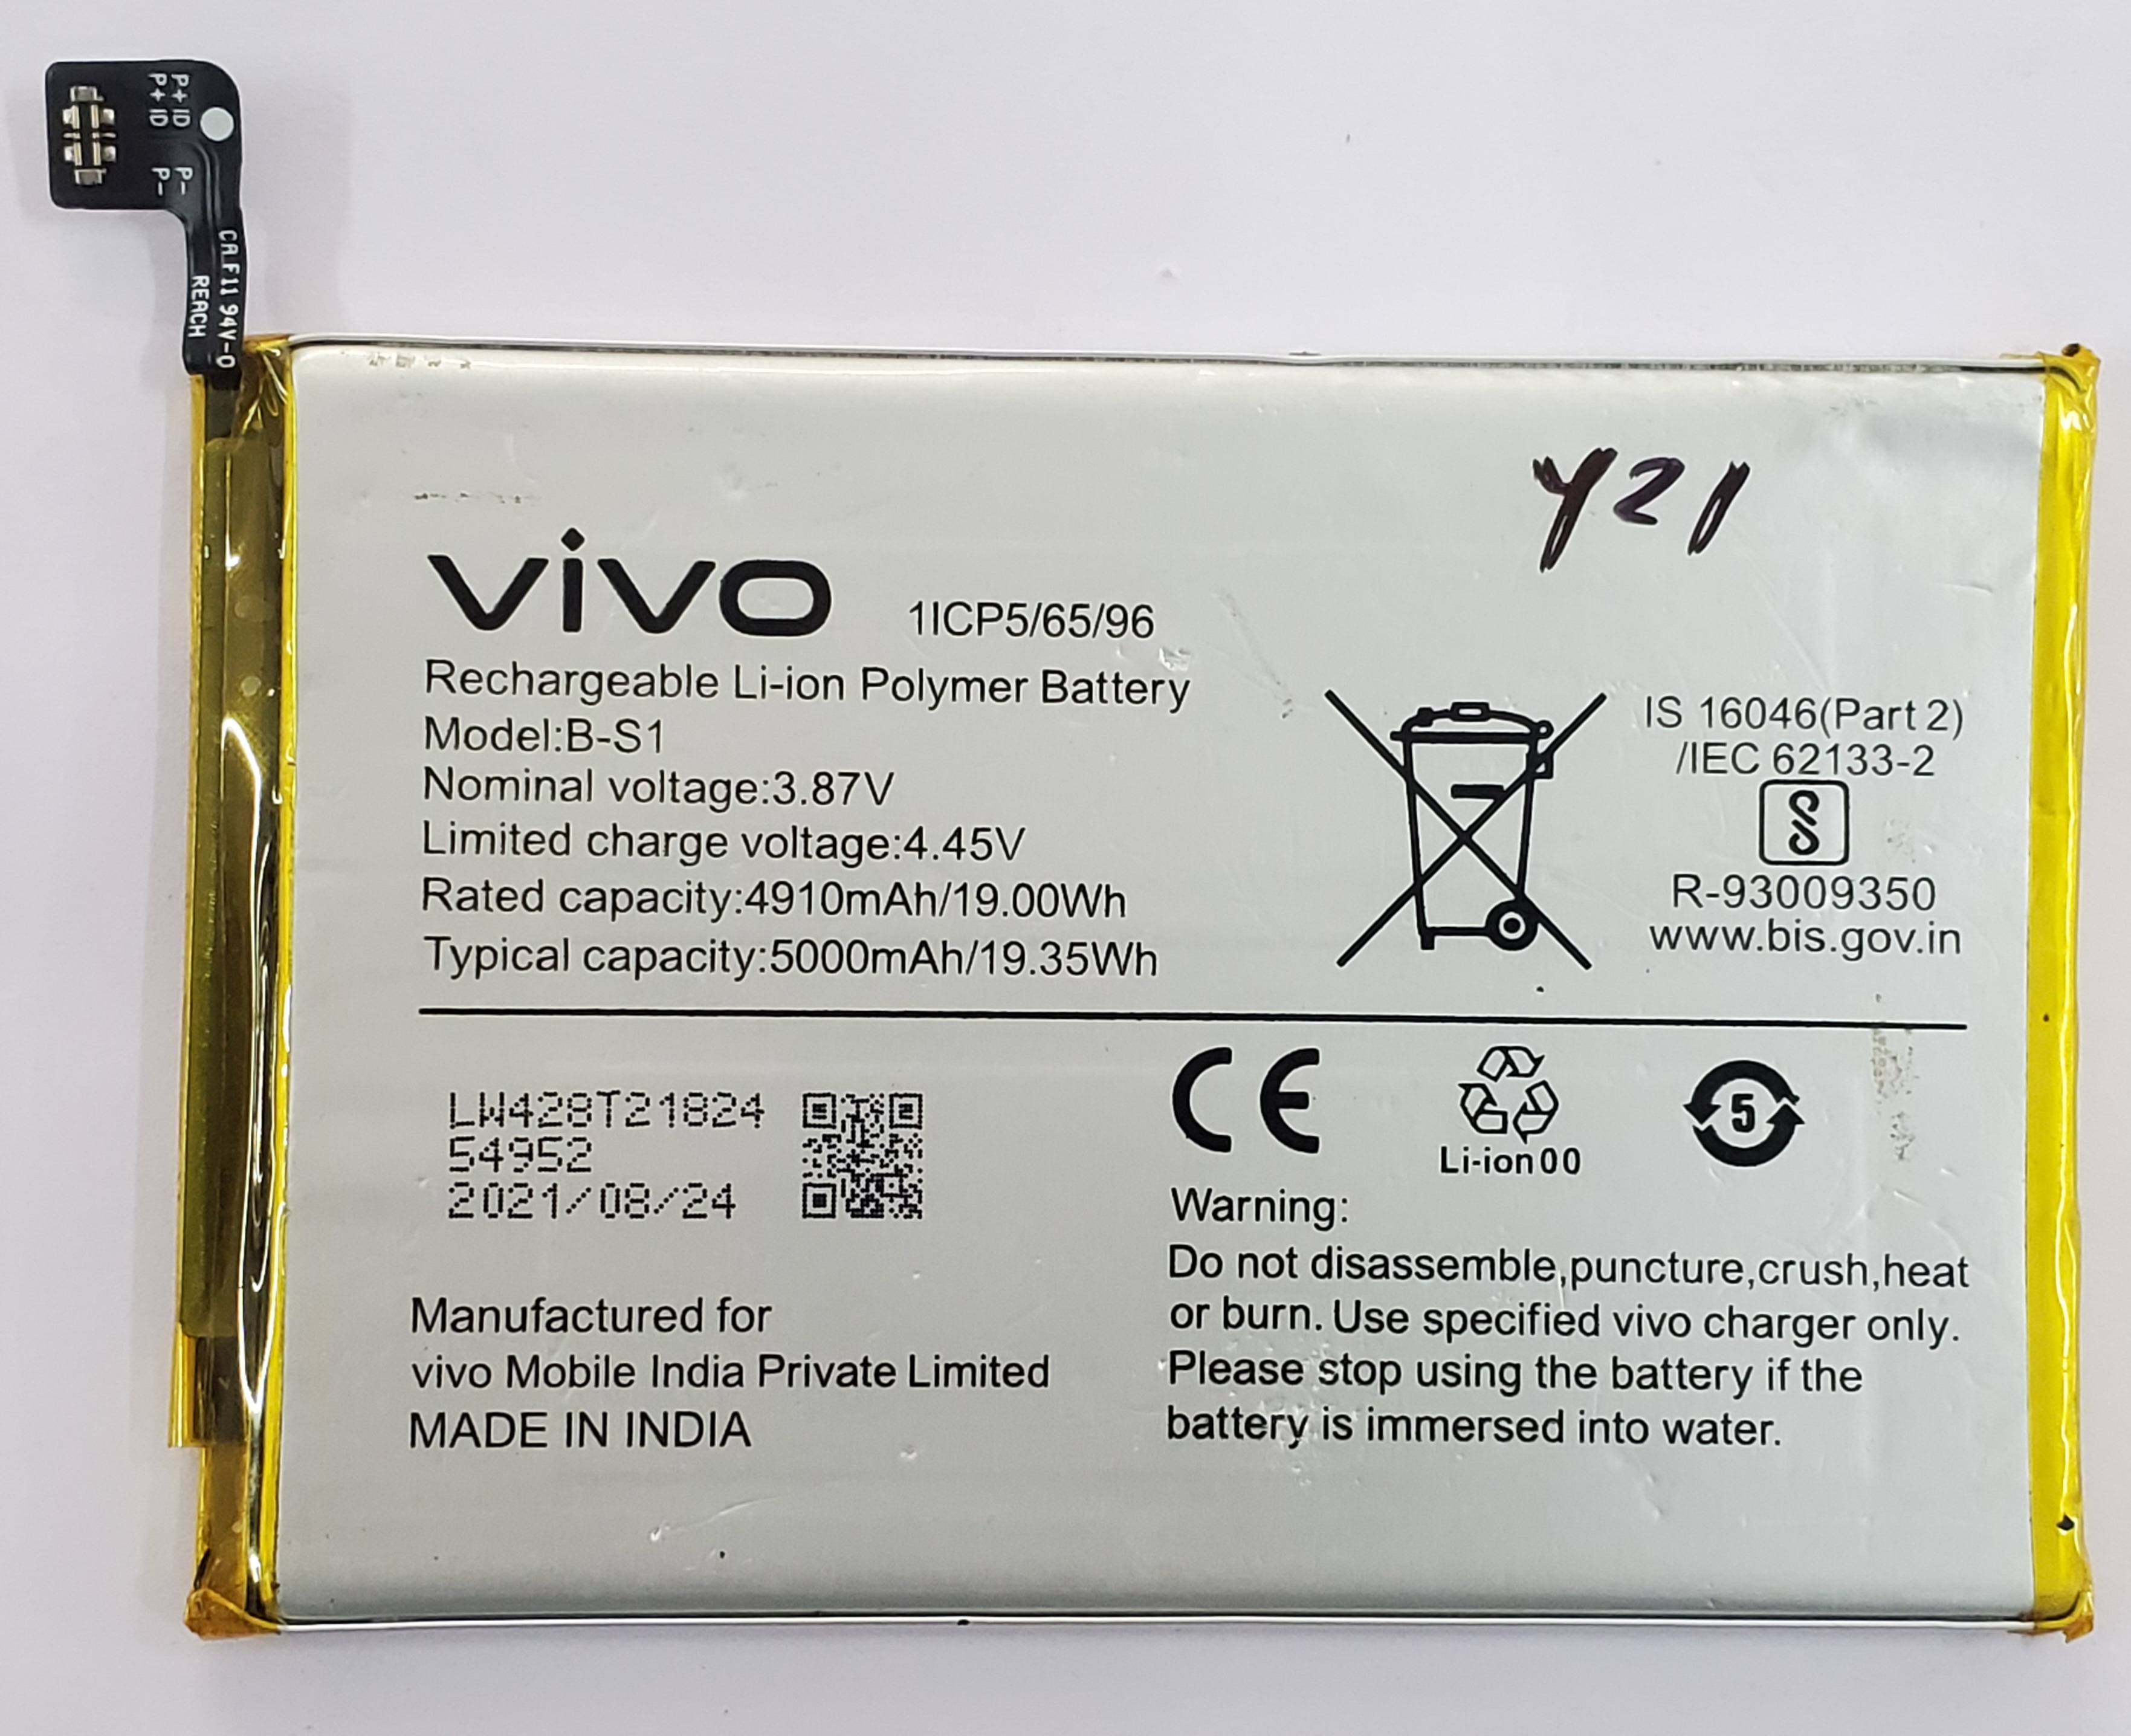 P+ ID P-
P+ ID P-
CA.F11 94V-0
REACH
Y21
vivo 1ICP5/65/96
Rechargeable Li-ion Polymer Battery
Model:B-S1
Nominal voltage:3.87V
Limited charge voltage:4.45V
Rated capacity:4910mAh/19.00Wh
Typical capacity:5000mAh/19.35Wh
IS 16046(Part 2)
/IEC 62133-2
R-93009350
www.bis.gov.in
LW428T21824
54952
2021/08/24
Manufactured for
vivo Mobile India Private Limited
MADE IN INDIA
CE
Li-ion00
5
Warning:
Do not disassemble,puncture,crush,heat
or burn. Use specified vivo charger only.
Please stop using the battery if the
battery is immersed into water.